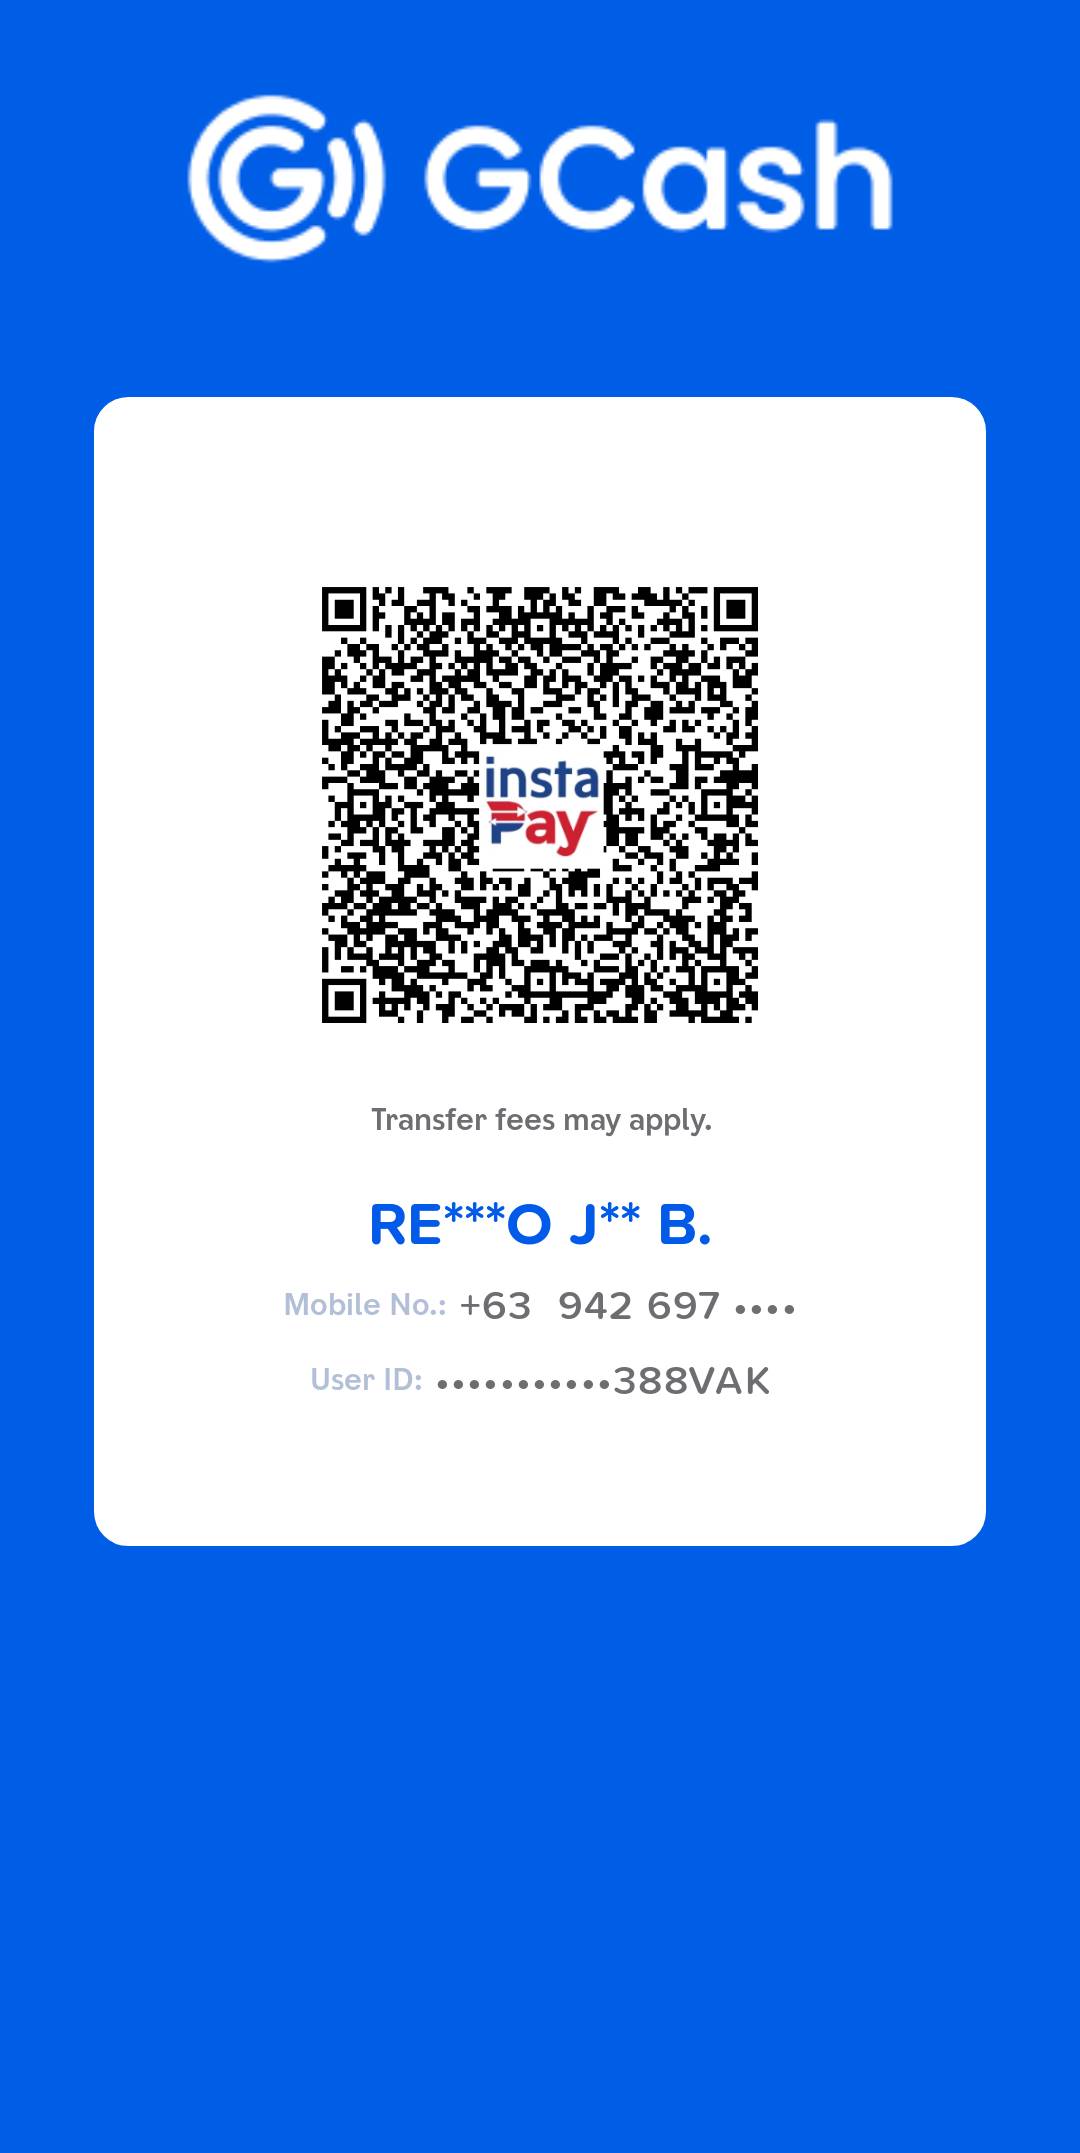 GCash
insta
Pay
Transfer fees may apply.
RE***O J** B.
Mobile No.: +63 942 697 ••••
User ID: •••••••••••388VAK